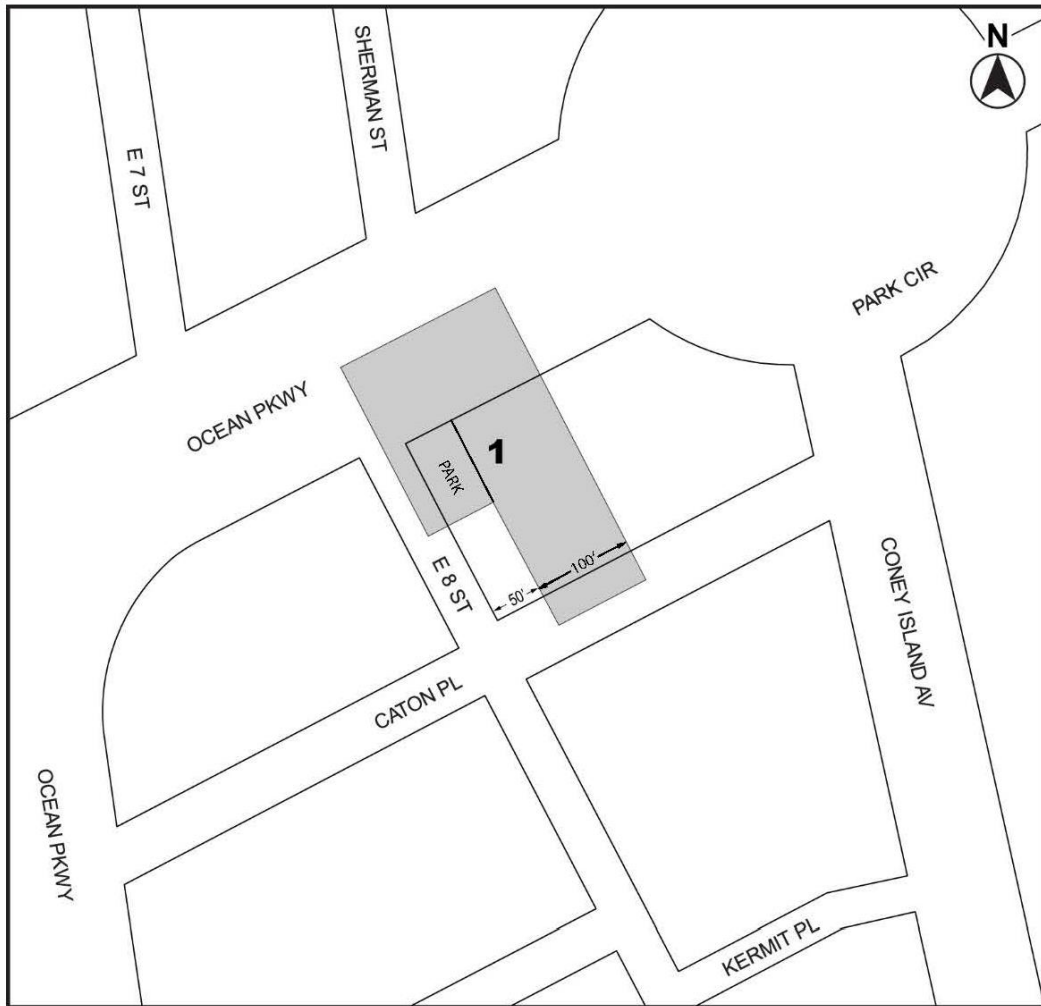 N
SHERMAN ST
E 7 ST
PARK CIR
OCEAN PKWY
1
PARK
100'
50'
E 8 ST
CONEY ISLAND AV
CATON PL
OCEAN PKWY
KERMIT PL